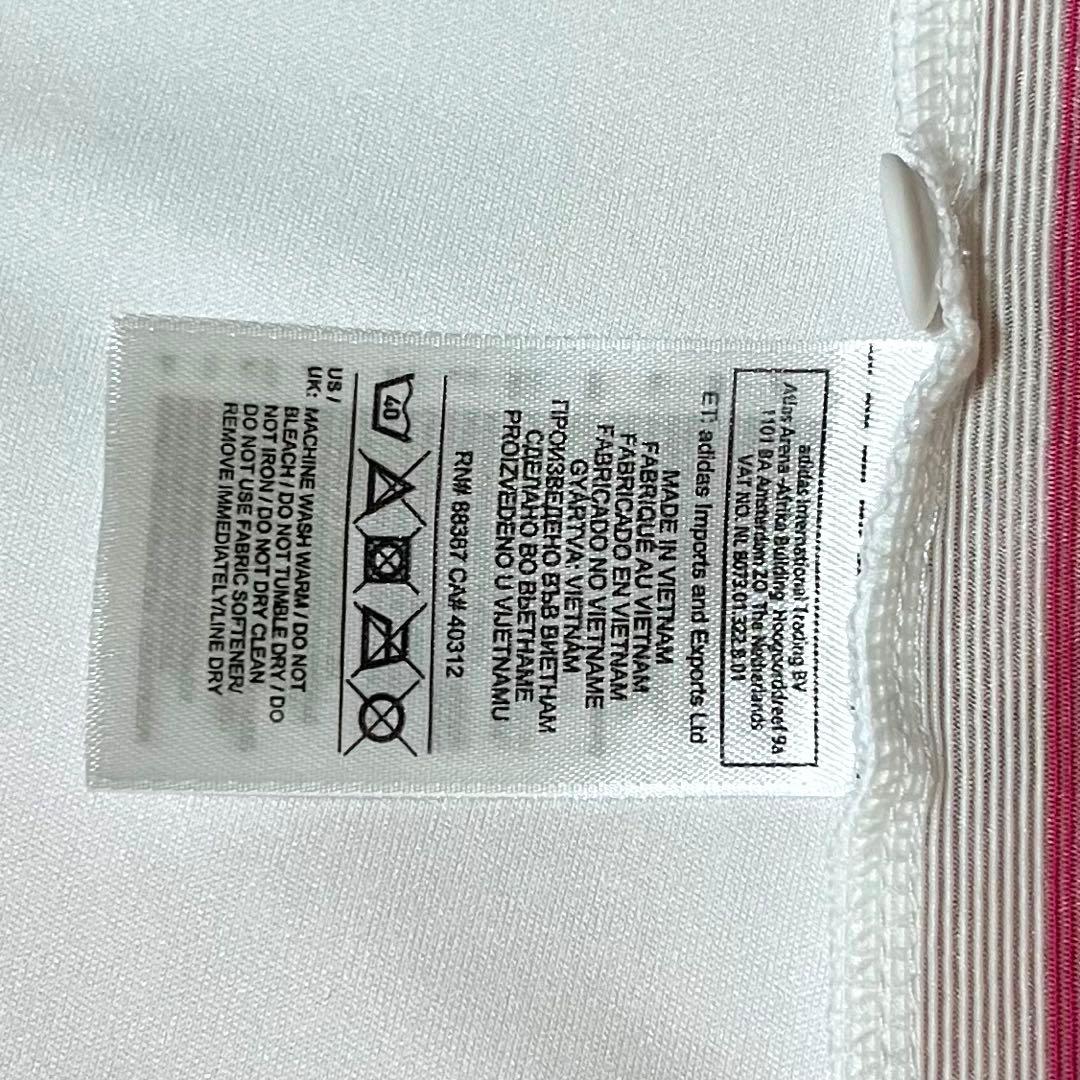 adidas International Trading BV
Atlas Arena -Afrika Building, Hoogoorddreef 9a
1101 BA Amsterdam ZO, The Netherlands
VAT NO. NL 8073.01.322.B.01
ET: adidas Imports and Exports Ltd
MADE IN VIETNAM
FABRIQUÉ AU VIETNAM
FABRICADO EN VIETNAM
FABRICADO NO VIETNAME
GYÁRTVA: VIETNÁM
ПРОИЗВЕДЕНО ВЪВ ВИЕТНАМ
СДЕЛАНО ВО ВЬЕТНАМЕ
PROIZVEDENO U VIJETNAMU
RN# 88387 CA# 40312
40
US /
UK: MACHINE WASH WARM / DO NOT
BLEACH / DO NOT TUMBLE DRY / DO
NOT IRON / DO NOT DRY CLEAN
DO NOT USE FABRIC SOFTENER/
REMOVE IMMEDIATELY/LINE DRY